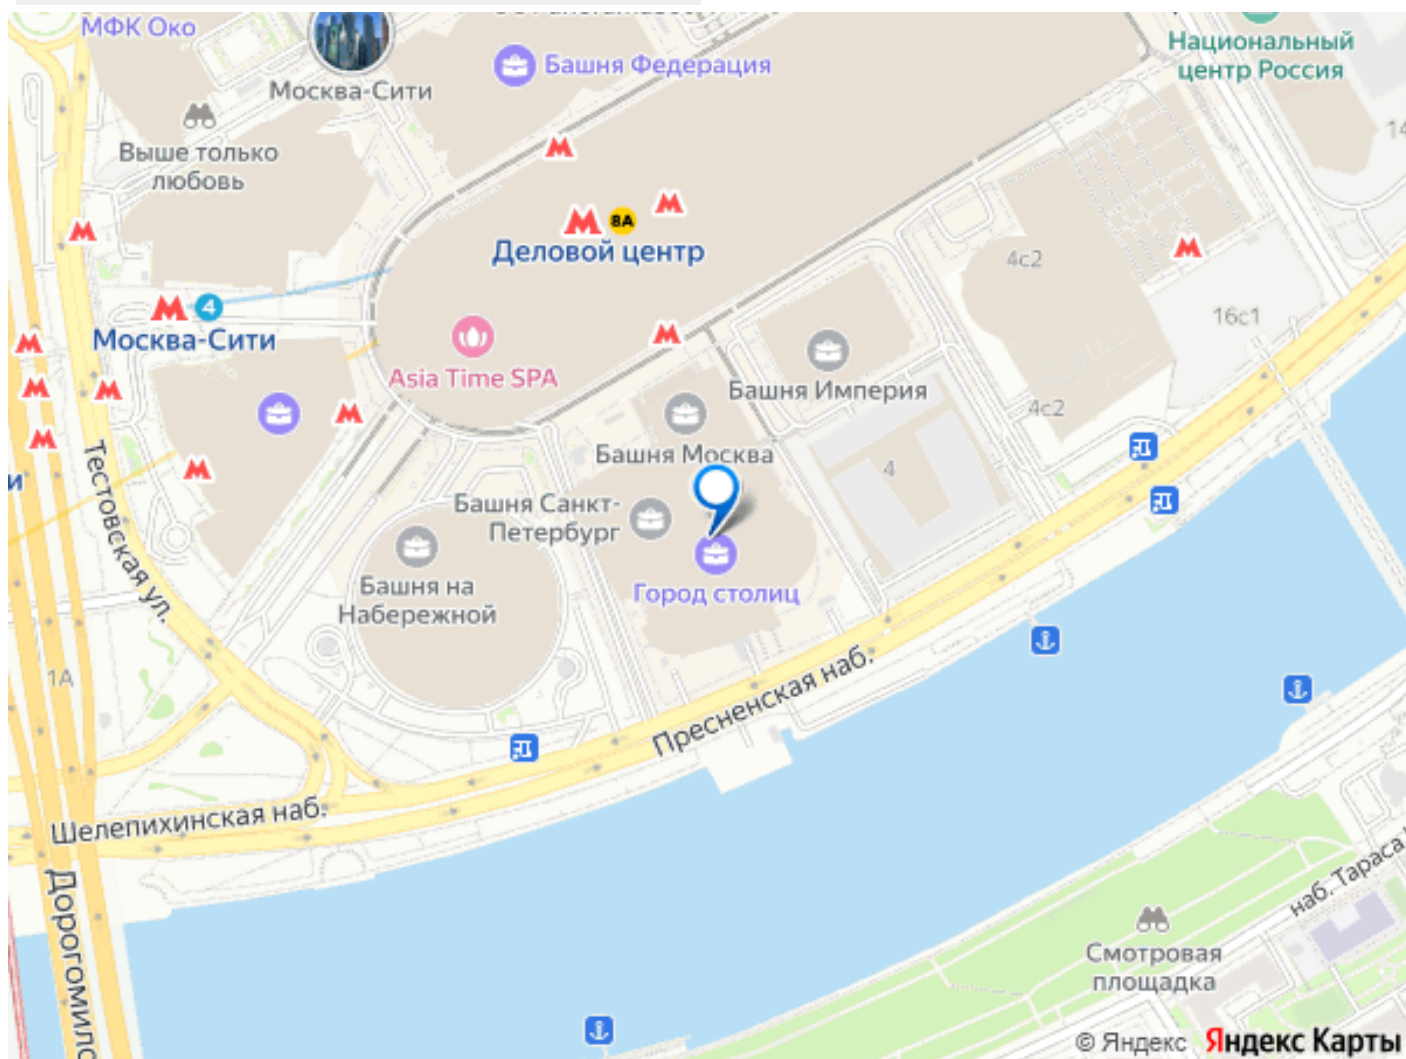 МФК Око
Башня Федерация
Национальный
центр Россия
Москва-Сити
Выше только
любовь
14
8А
Деловой центр
4с2
4
Москва-Сити
16с1
Asia Time SPA
Башня Империя
4с2
Башня Москва
4
и
Башня Санкт-
Петербург
Тестовская ул.
Башня на
Набережной
Город столиц
1А
Пресненская наб.
Шелепихинская наб.
Дорогомило
наб. Тараса
Смотровая
площадка
© Яндекс Яндекс Карты